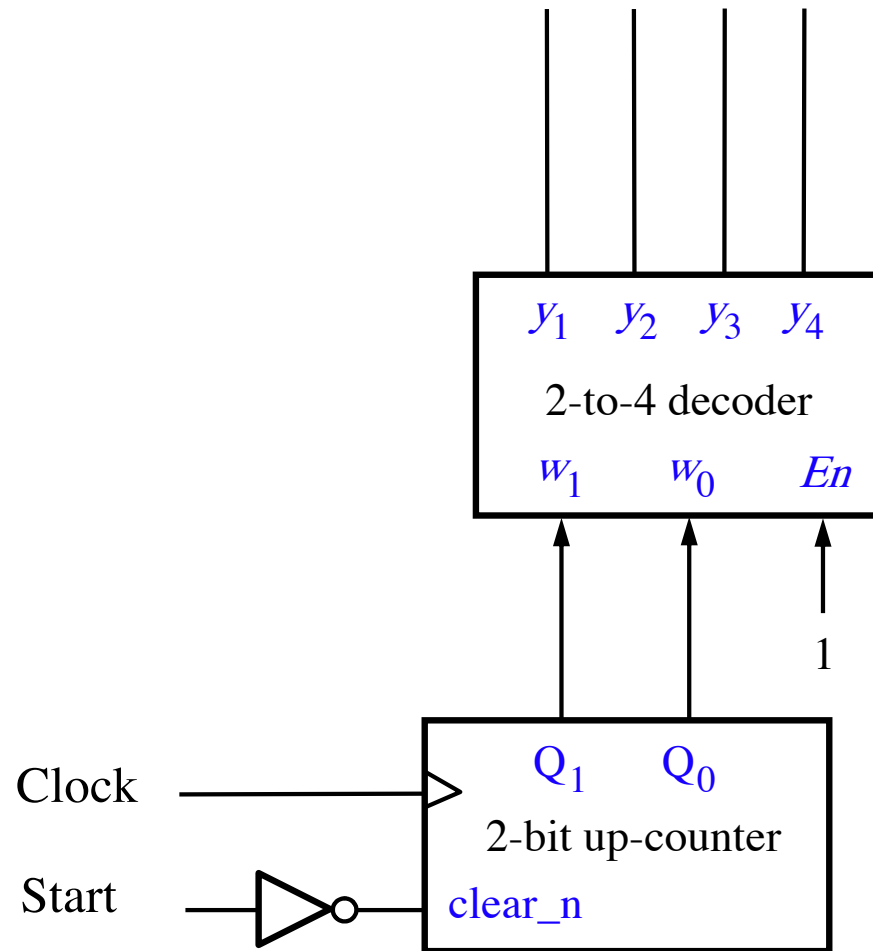 y1 y2 y3 y4
2-to-4 decoder
w1 w0 En
1
Q1 Q0
Clock
2-bit up-counter
Start
clear_n